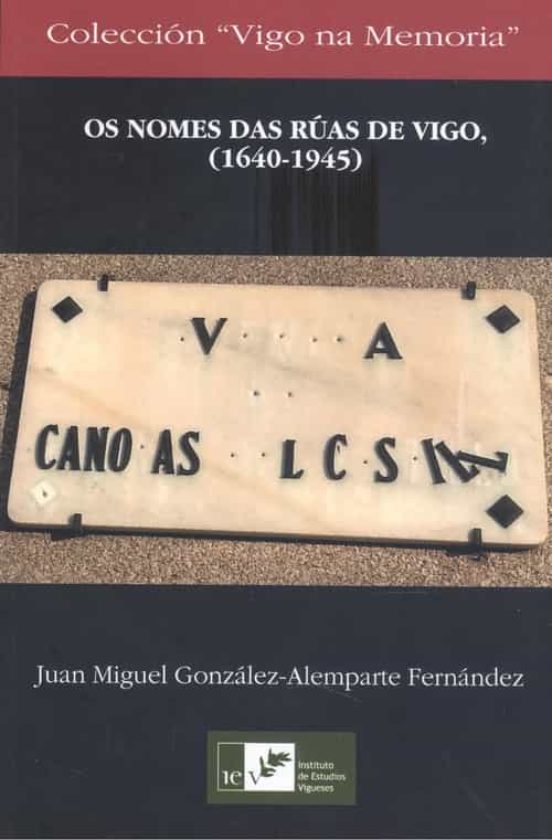 Colección “Vigo na Memoria”
OS NOMES DAS RÚAS DE VIGO,
(1640-1945)
V A
CANO AS L C S
Juan Miguel González-Alemparte Fernández
iev
Instituto
de Estudios
Vigueses